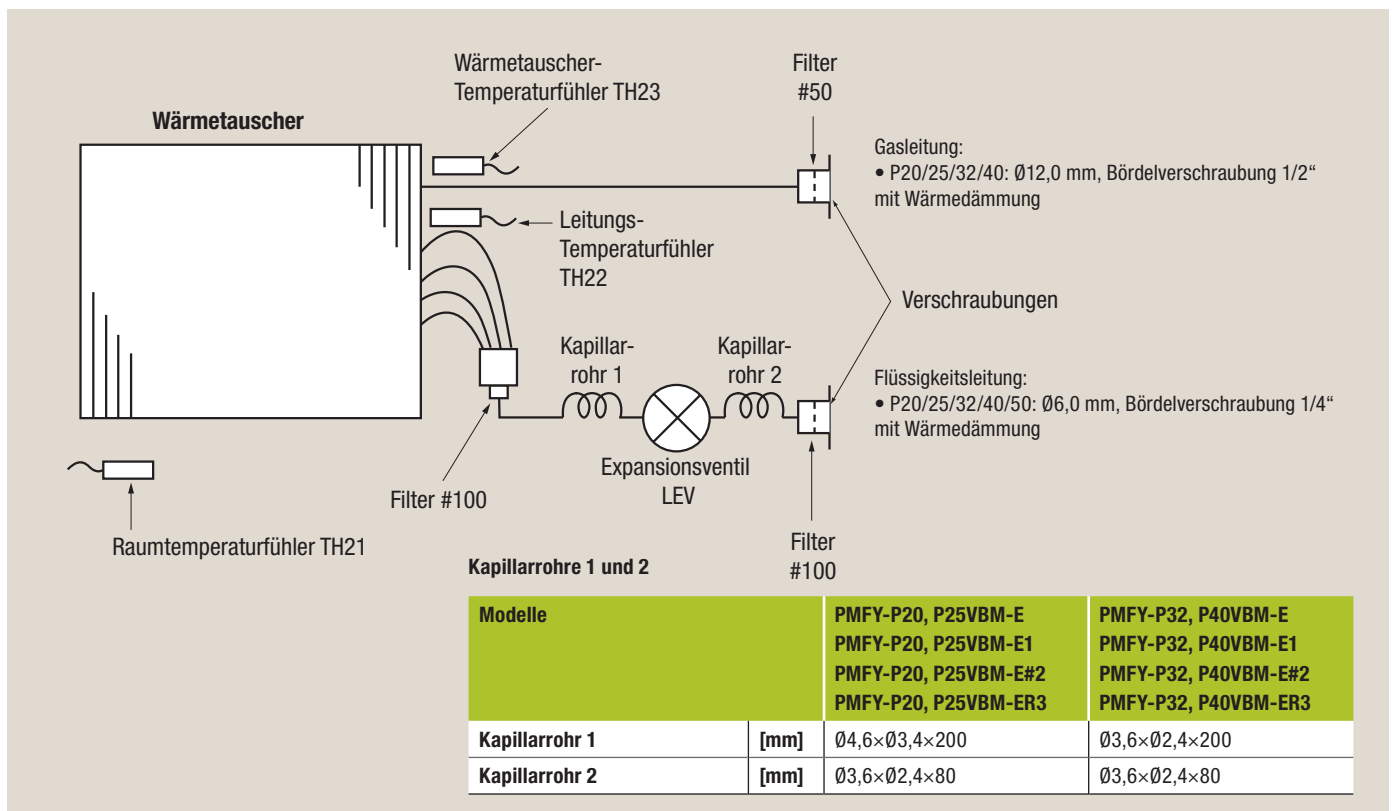 Wärmetauscher-
Temperaturfühler TH23
Filter
#50
Wärmetauscher
Gasleitung:
• P20/25/32/40: Ø12,0 mm, Bördelverschraubung 1/2“
mit Wärmedämmung
Leitungs-
Temperaturfühler
TH22
Verschraubungen
Kapillar-
rohr 1
Kapillar-
rohr 2
Flüssigkeitsleitung:
• P20/25/32/40/50: Ø6,0 mm, Bördelverschraubung 1/4“
mit Wärmedämmung
Expansionsventil
LEV
Filter #100
Raumtemperaturfühler TH21
Filter
#100
Kapillarrohre 1 und 2
Modelle
PMFY-P20, P25VBM-E
PMFY-P20, P25VBM-E1
PMFY-P20, P25VBM-E#2
PMFY-P20, P25VBM-ER3
PMFY-P32, P40VBM-E
PMFY-P32, P40VBM-E1
PMFY-P32, P40VBM-E#2
PMFY-P32, P40VBM-ER3
Kapillarrohr 1 [mm] Ø4,6×Ø3,4×200 Ø3,6×Ø2,4×200
Kapillarrohr 2 [mm] Ø3,6×Ø2,4×80 Ø3,6×Ø2,4×80